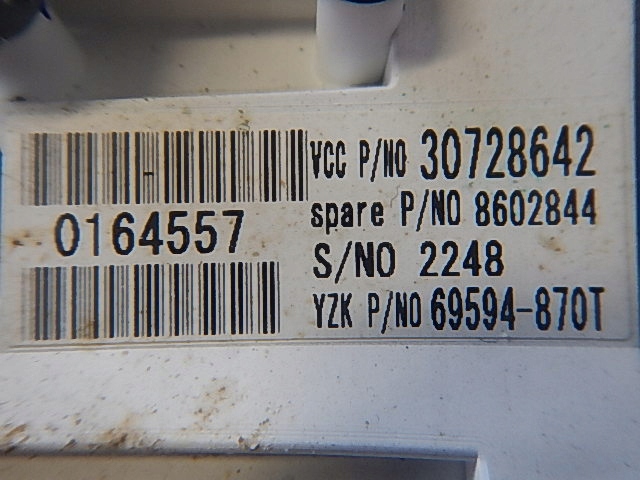 0164557
VCC P/NO 30728642
spare P/NO 8602844
S/NO 2248
YZK P/NO 69594-870T